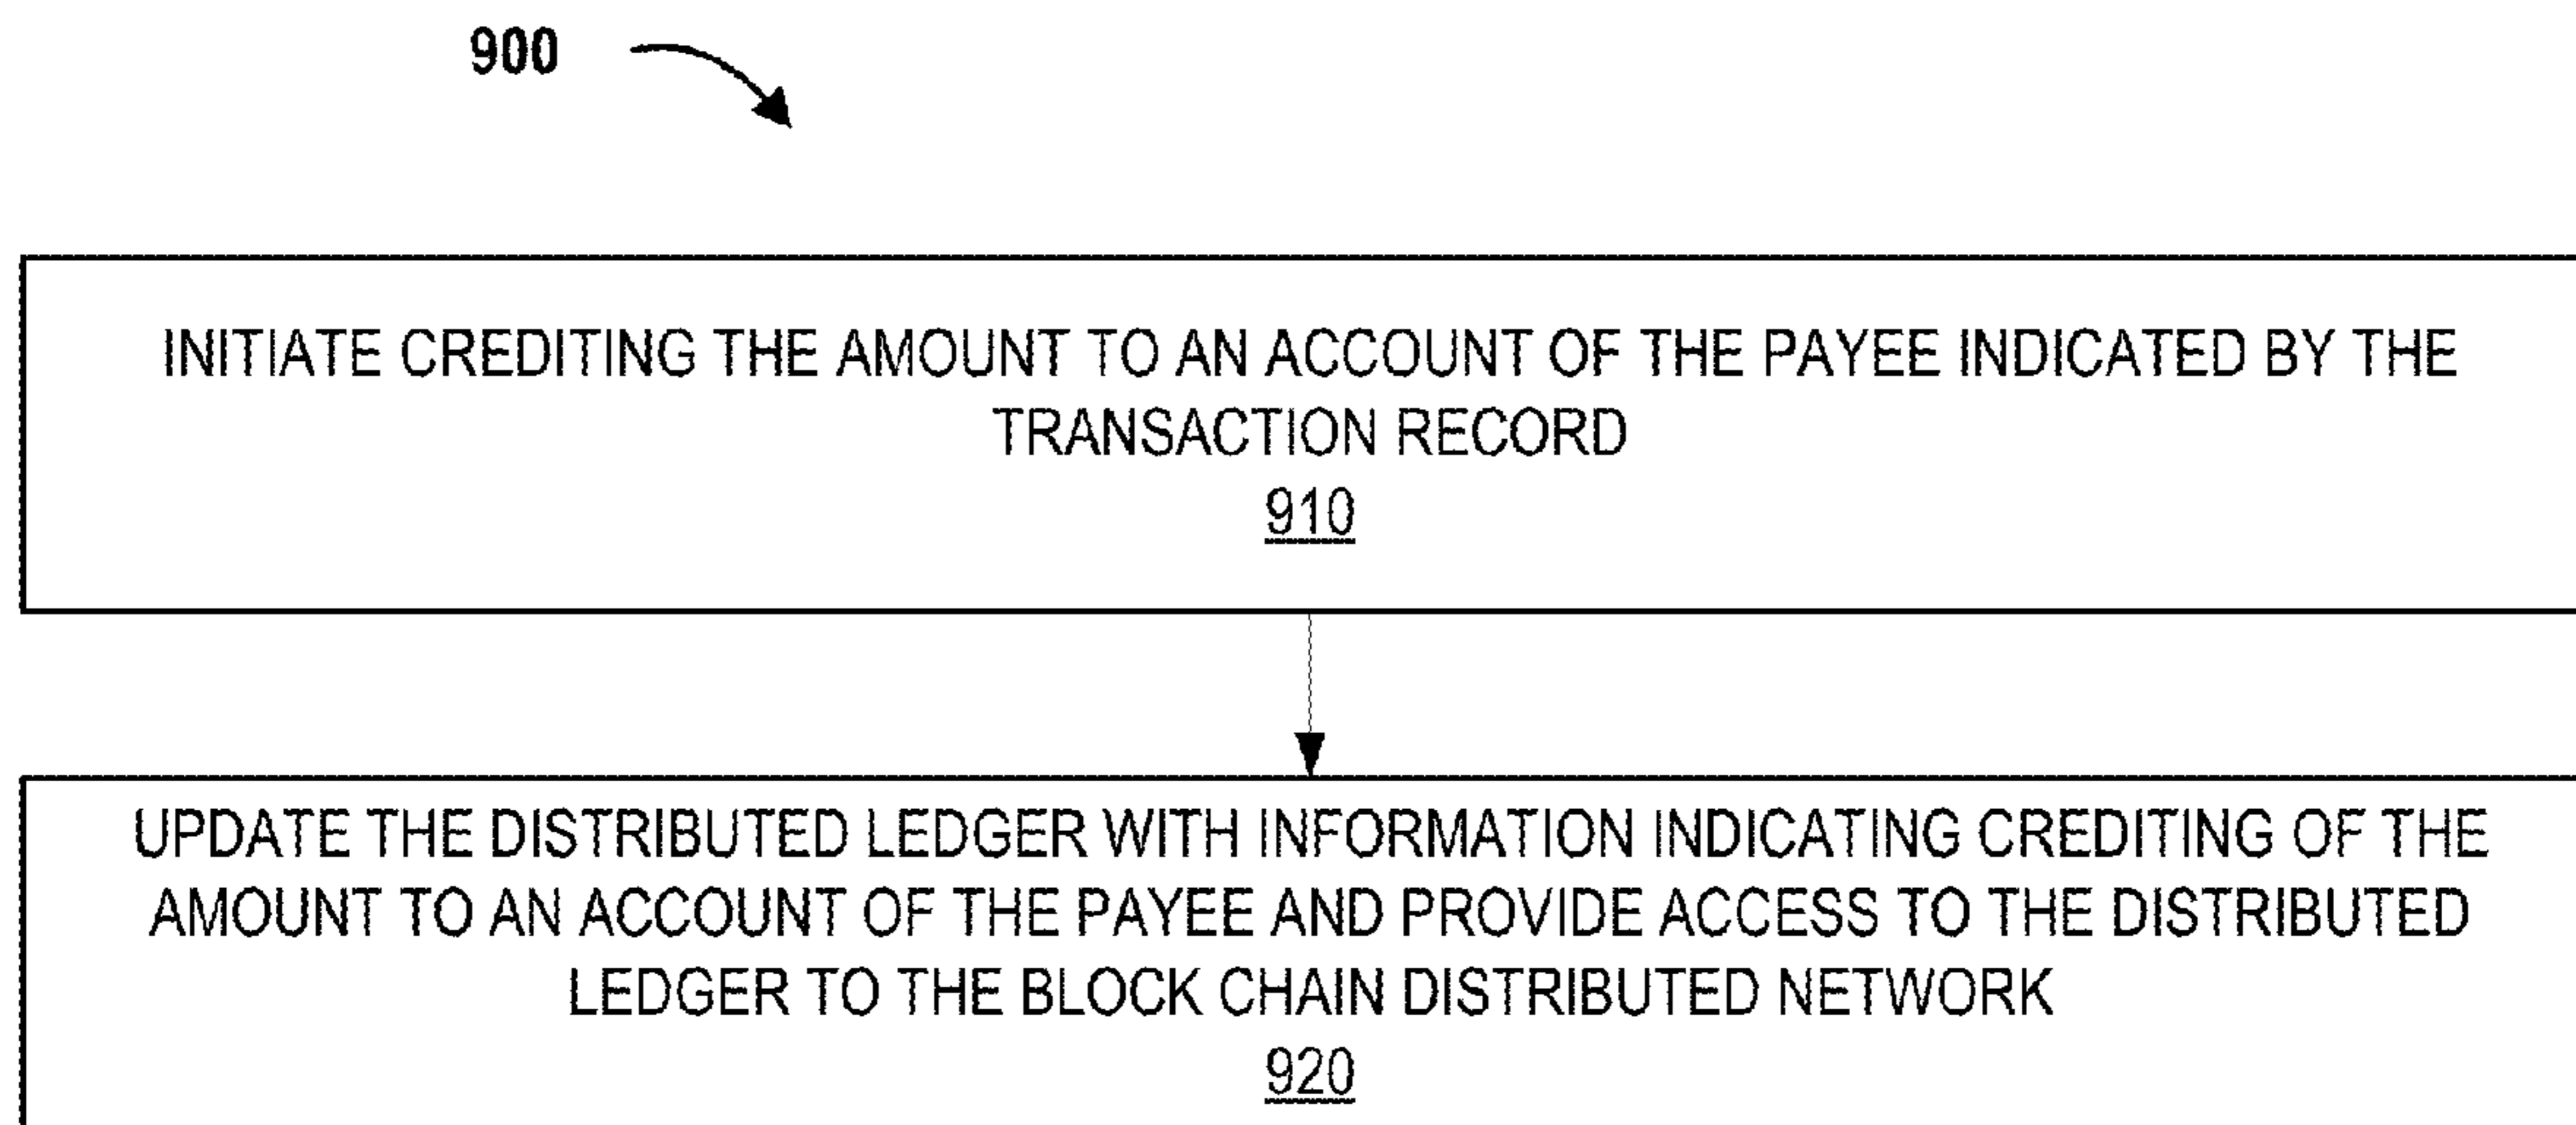 900
INITIATE CREDITING THE AMOUNT TO AN ACCOUNT OF THE PAYEE INDICATED BY THE
TRANSACTION RECORD
910
UPDATE THE DISTRIBUTED LEDGER WITH INFORMATION INDICATING CREDITING OF THE
AMOUNT TO AN ACCOUNT OF THE PAYEE AND PROVIDE ACCESS TO THE DISTRIBUTED
LEDGER TO THE BLOCK CHAIN DISTRIBUTED NETWORK
920